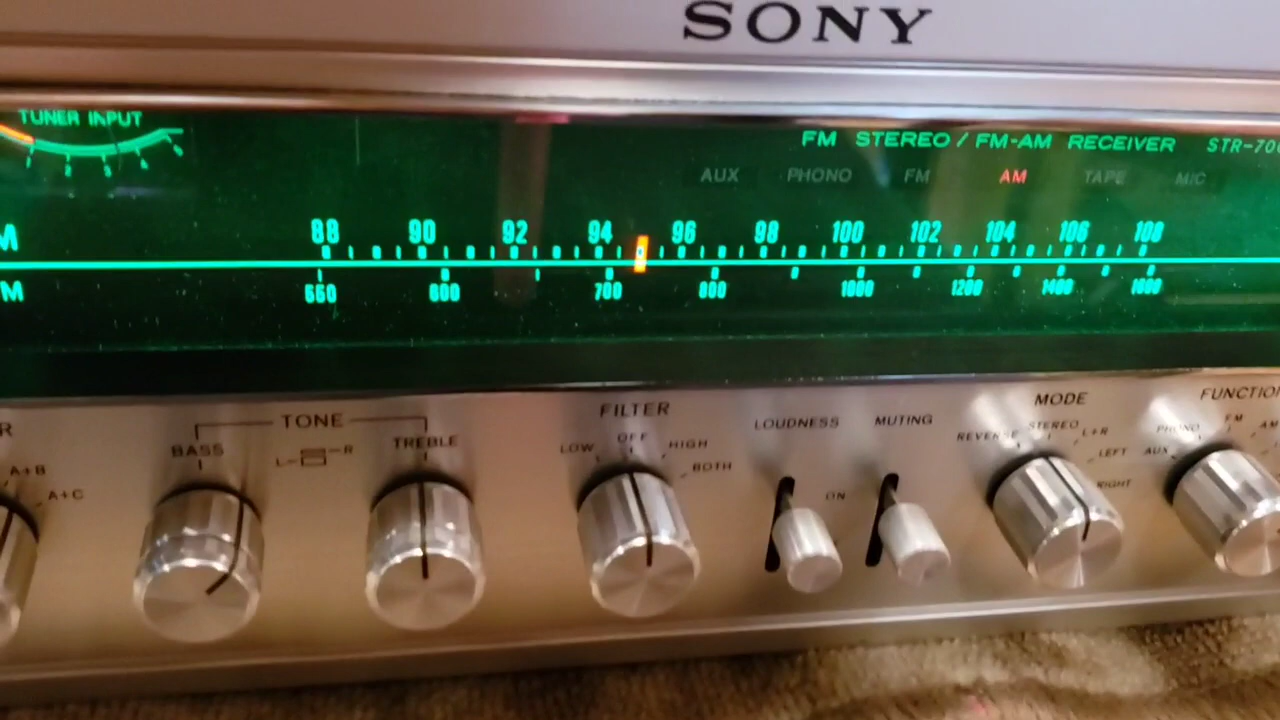 SONY
TUNER INPUT
FM STEREO / FM-AM RECEIVER
AUX PHONO FM AM TAPE MIC
88 90 92 94 96 98 100 102 104 106 108
M
550 600 700 800 1000 1200 1400 1600
FILTER
TONE
LOUDNESS MUTING
MODE
FUNCTION
BASS
TREBLE
L R
LOW OFF HIGH
BOTH
REVERSE STEREO L+R
LEFT
RIGHT
PHONO FM AM
AUX
R
A+B
A+C
ON